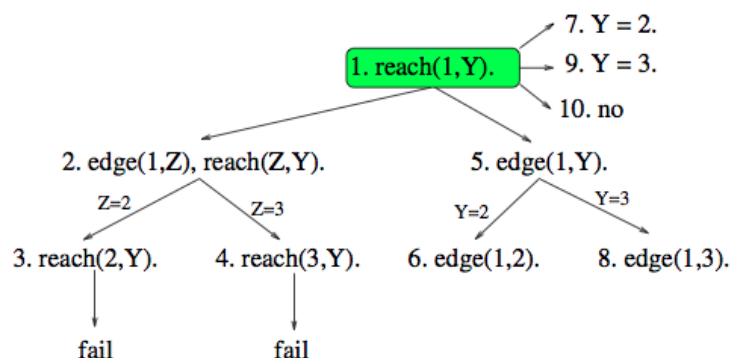 7. Y = 2.
1. reach(1,Y).
9. Y = 3.
10. no
2. edge(1,Z), reach(Z,Y).
5. edge(1,Y).
Z=2
Z=3
Y=2
Y=3
3. reach(2,Y).
4. reach(3,Y).
6. edge(1,2).
8. edge(1,3).
fail
fail